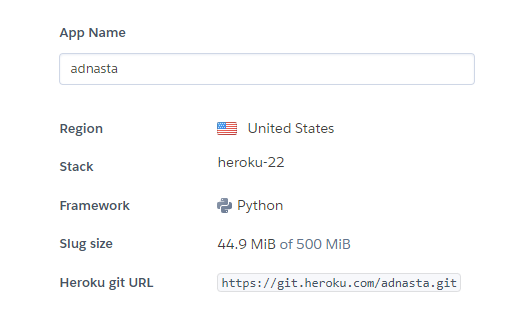 App Name
adnasta
Region United States
Stack heroku-22
Framework Python
Slug size 44.9 MiB of 500 MiB
Heroku git URL https://git.heroku.com/adnasta.git